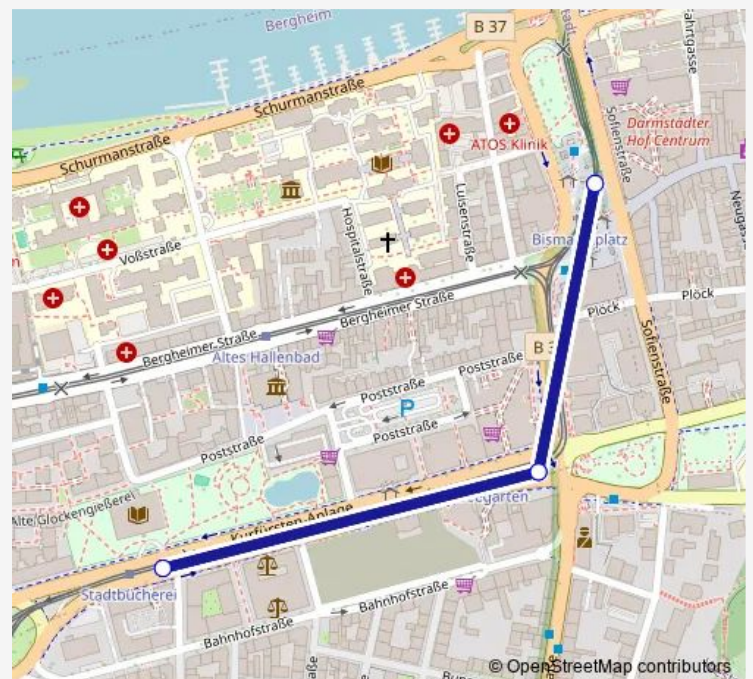 Bergheim
B 37
Schurmanstraße
Schurmanstraße
ATOS Klinik
Darmstädter
Hof Centrum
Sofienstraße
Luisenstraße
Hospitalstraße
Voßstraße
Bergheimer Straße
Bergheimer Straße
Altes Hallenbad
Plöck
Plöck
Sofienstraße
B 3
Poststraße
Poststraße
P
Poststraße
Poststraße
Alte Glockengießerei
Kurfürsten-Anlage
Stadtbücherei
Bahnhofstraße
Bahnhofstraße
© OpenStreetMap contributors